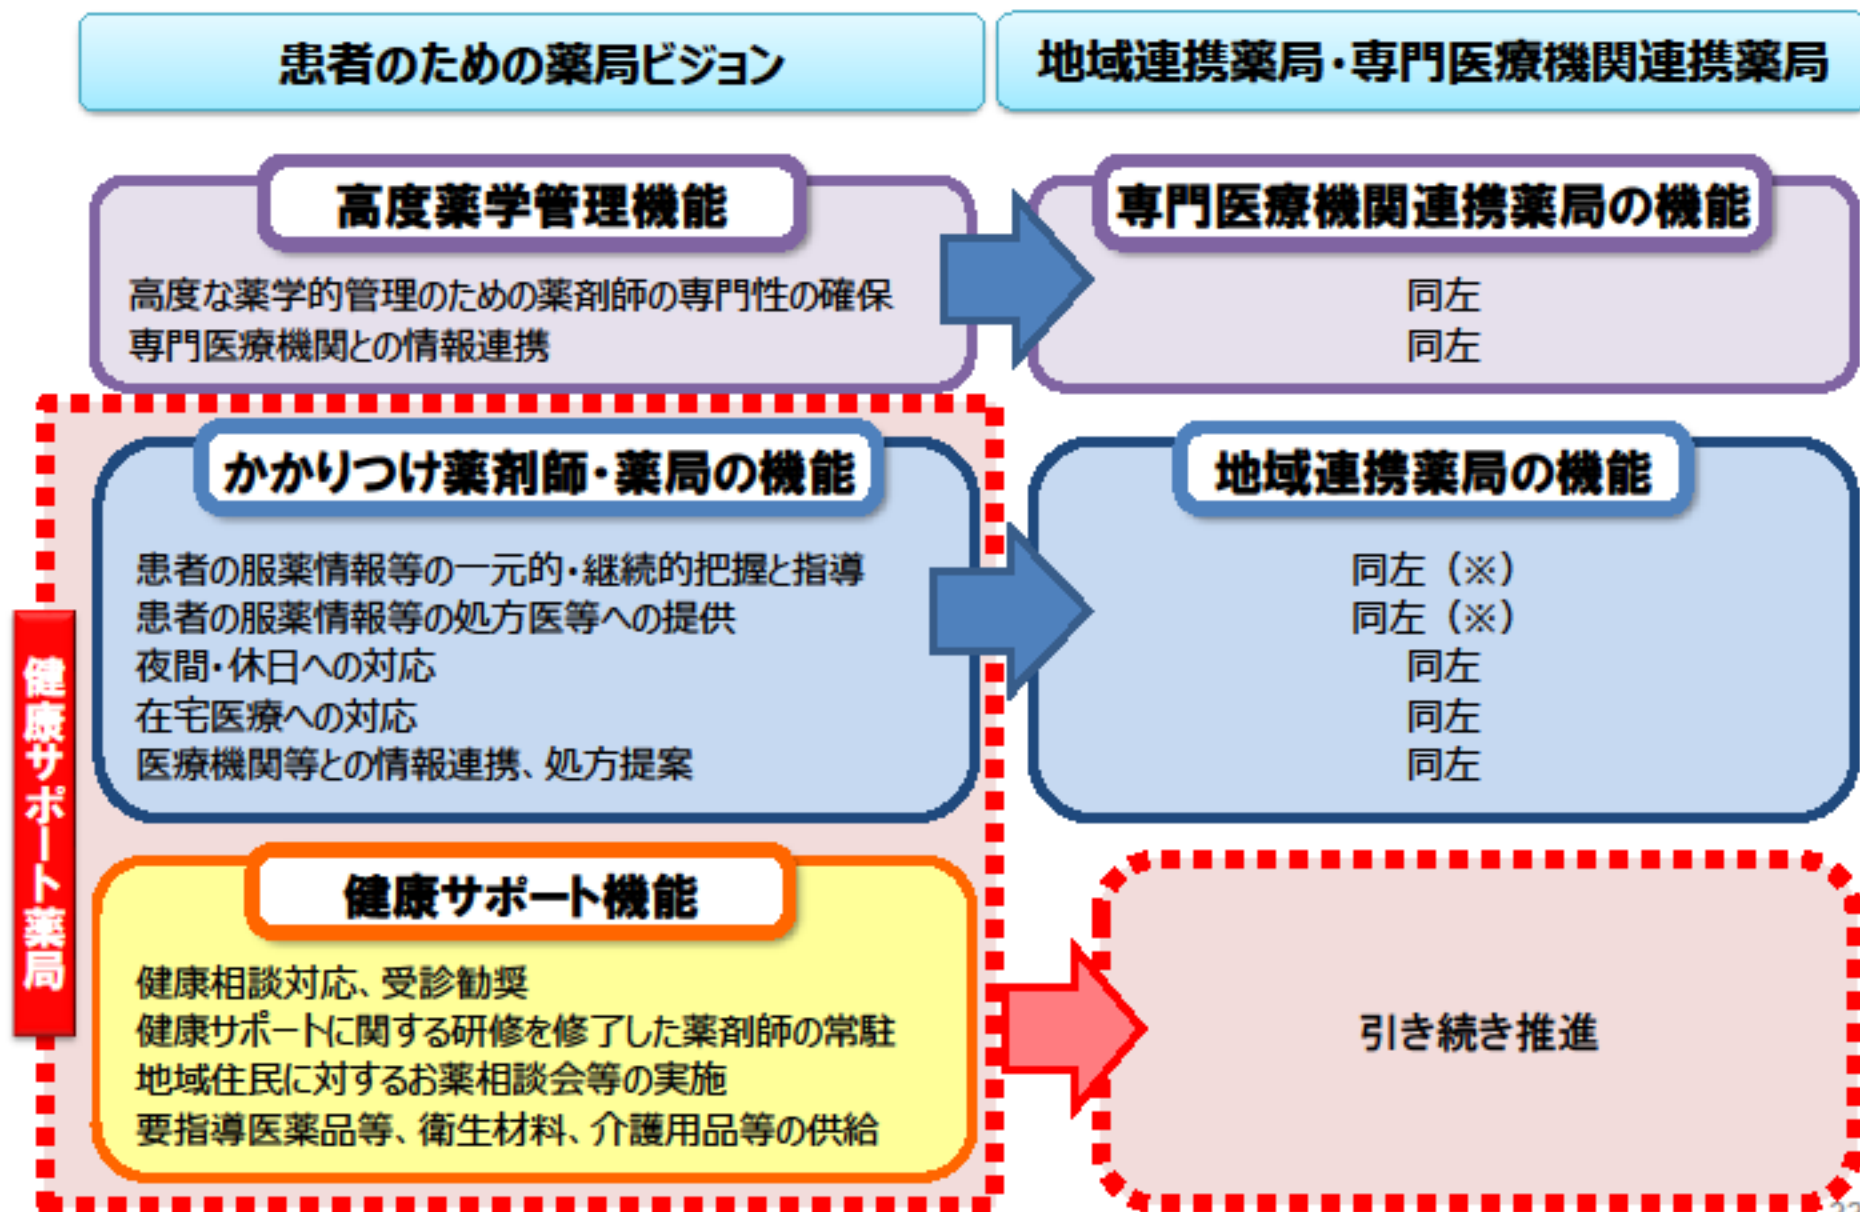 患者のための薬局ビジョン
地域連携薬局・専門医療機関連携薬局
高度薬学管理機能
高度な薬学的管理のための薬剤師の専門性の確保
専門医療機関との情報連携
専門医療機関連携薬局の機能
同左
同左
健康サポート薬局
かかりつけ薬剤師・薬局の機能
患者の服薬情報等の一元的・継続的把握と指導
患者の服薬情報等の処方医等への提供
夜間・休日への対応
在宅医療への対応
医療機関等との情報連携、処方提案
地域連携薬局の機能
同左（※）
同左（※）
同左
同左
同左
健康サポート機能
健康相談対応、受診勧奨
健康サポートに関する研修を修了した薬剤師の常駐
地域住民に対するお薬相談会等の実施
要指導医薬品等、衛生材料、介護用品等の供給
引き続き推進